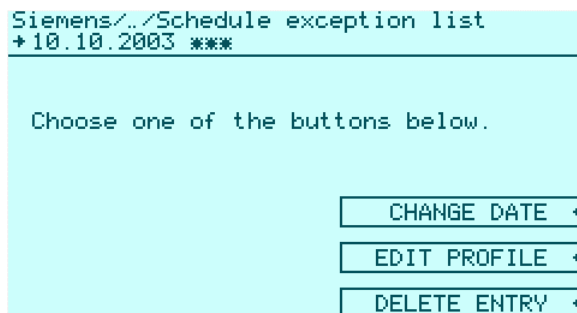 Siemens/../Schedule exception list
→10.10.2003 ***
Choose one of the buttons below.
CHANGE DATE
EDIT PROFILE
DELETE ENTRY